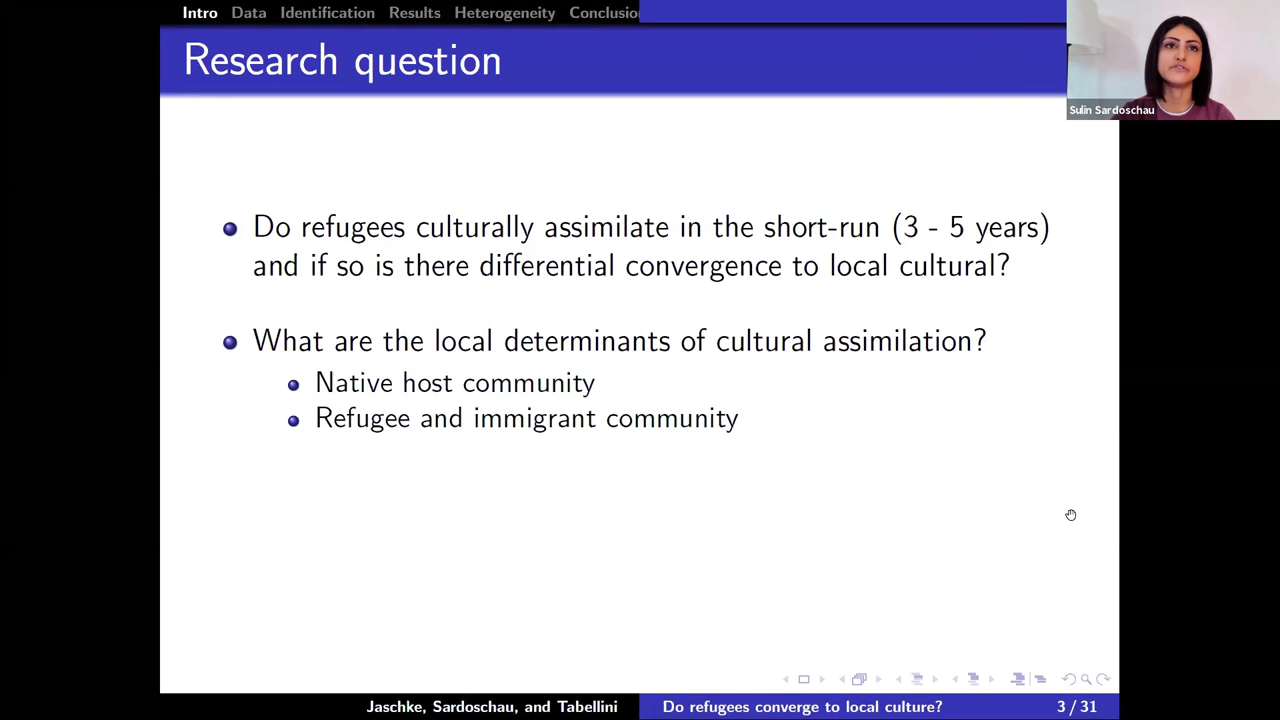 Intro Data Identification Results Heterogeneity Conclusio
Research question
Sulin Sardoschau
Do refugees culturally assimilate in the short-run (3 - 5 years)
and if so is there differential convergence to local cultural?
What are the local determinants of cultural assimilation?
Native host community
Refugee and immigrant community
Jaschke, Sardoschau, and Tabellini
Do refugees converge to local culture?
3 / 31